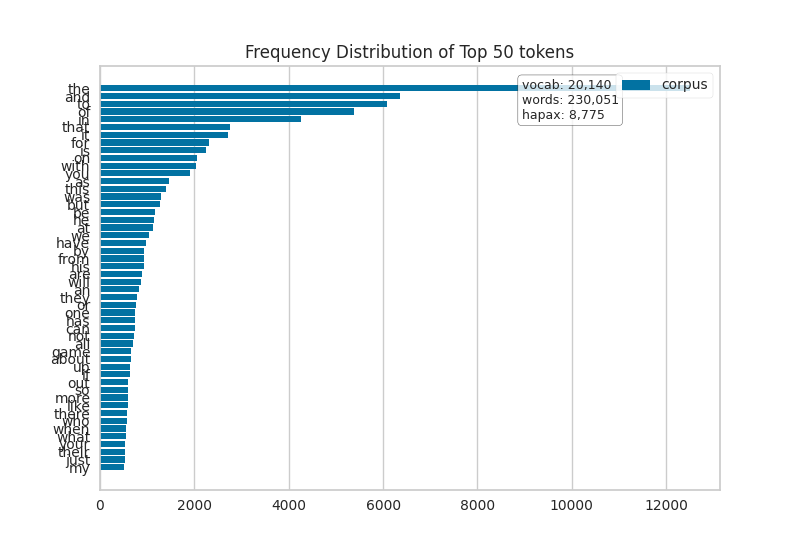 Frequency Distribution of Top 50 tokens
the
and
to
of
in
that
it
for
is
on
with
you
as
this
was
but
be
he
at
we
have
by
from
his
are
will
an
they
or
one
has
can
not
all
game
about
up
if
out
so
more
like
there
who
when
what
your
their
just
my
vocab: 20,140
words: 230,051
hapax: 8,775
corpus
0 2000 4000 6000 8000 10000 12000